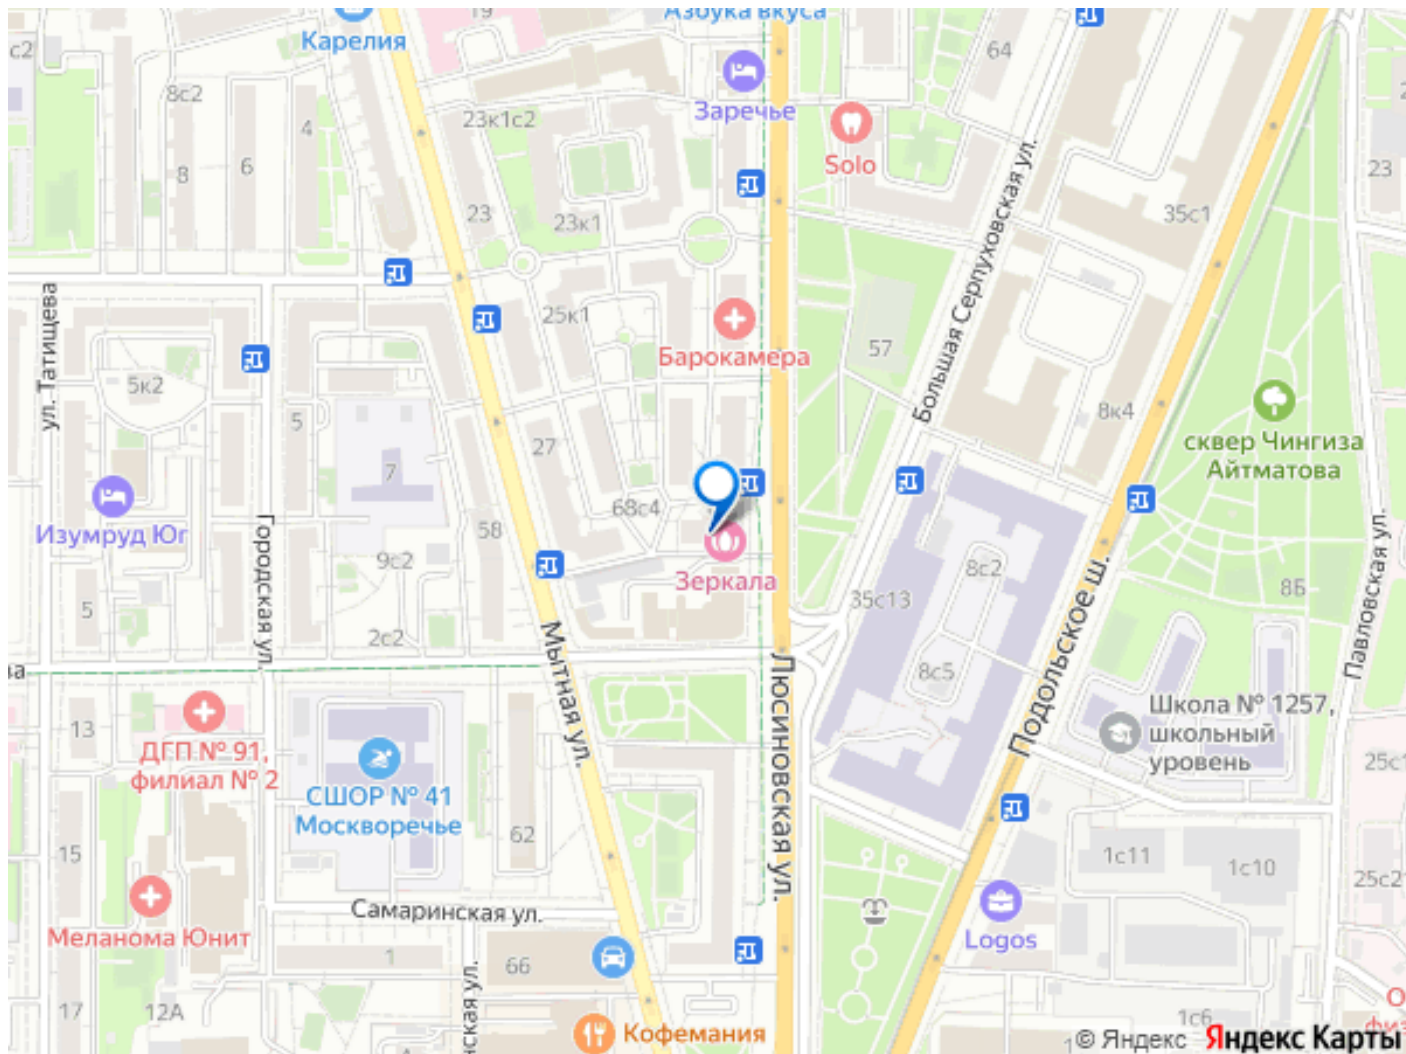 Азбука вкуса
19
Карелия
с2
64
Заречье
8с2
4
23к1с2
Solo
8
6
23
23
23к1
35с1
Большая Серпуховская ул.
ул. Татищева
25к1
57
Барокамера
5к2
5
8к4
27
сквер Чингиза
Айтматова
7
68с4
58
Изумруд Юг
Городская ул.
9с2
Зеркала
8с2
Подольское ш.
Павловская ул.
5
35с13
8Б
2с2
Мытная ул.
Люсиновская ул.
8с5
13
ДГП № 91,
филиал № 2
Школа № 1257,
школьный
уровень
СШОР № 41
Москворечье
62
15
1с11
1с10
25с2
Самаринская ул.
Меланома Юнит
Logos
1
66
17
12А
1с6
Кофемания
© Яндекс Яндекс Карты